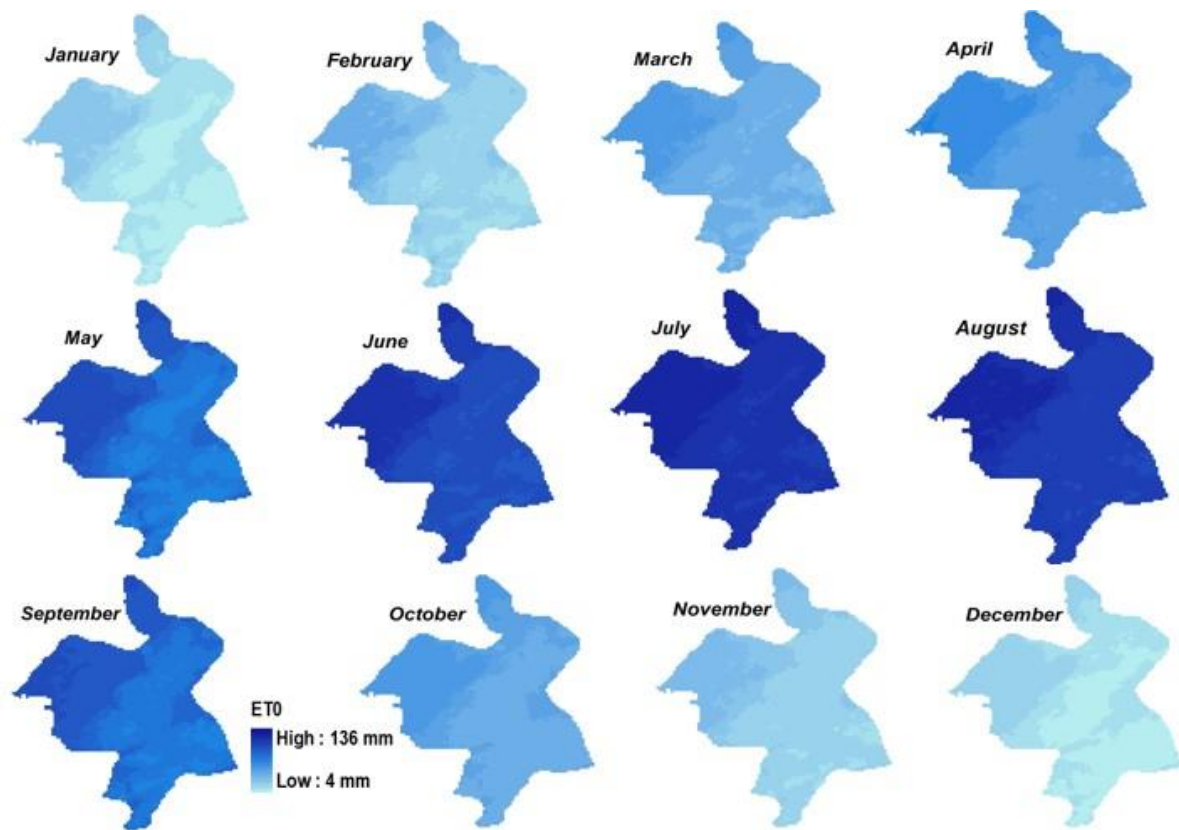 January
February
March
April
May
June
July
August
September
October
November
December
ET0
High : 136 mm
Low : 4 mm